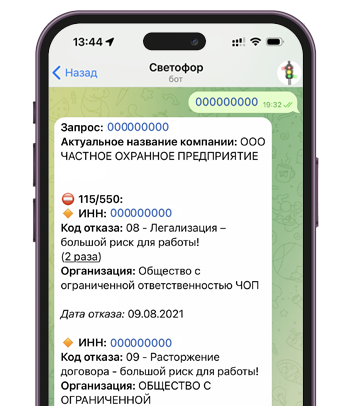 13:44
Назад
Светофор
бот
000000000 19:32
Запрос: 000000000
Актуальное название компании: ООО
ЧАСТНОЕ ОХРАННОЕ ПРЕДПРИЯТИЕ
115/550:
ИНН: 000000000
Код отказа: 08 - Легализация –
большой риск для работы!
(2 раза)
Организация: Общество с
ограниченной ответственностью ЧОП
Дата отказа: 09.08.2021
ИНН: 000000000
Код отказа: 09 - Расторжение
договора - большой риск для работы!
Организация: ОБЩЕСТВО С
ОГРАНИЧЕННОЙ